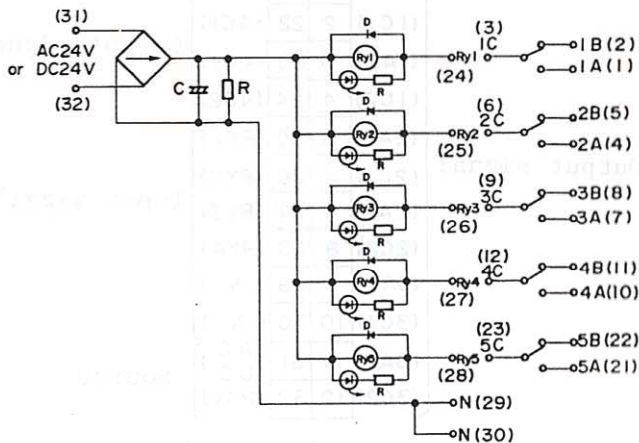 (31)
AC24V
or DC24V
(32)
C
R
D
Ry1
R
Ry1
(24)
(3)
1C
1B(2)
1A(1)
D
Ry2
R
Ry2
(25)
(6)
2C
2B(5)
2A(4)
D
Ry3
R
Ry3
(26)
(9)
3C
3B(8)
3A(7)
D
Ry4
R
Ry4
(27)
(12)
4C
4B(11)
4A(10)
D
R
Ry5
(28)
(23)
5C
5B(22)
5A(21)
N(29)
N(30)